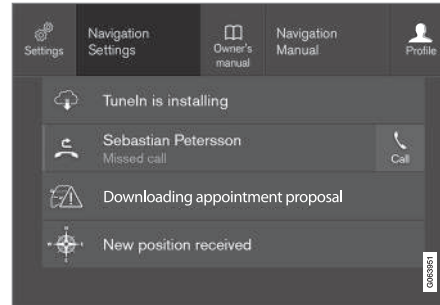 Settings
Navigation
Settings
Owner's
manual
Navigation
Manual
Profile
TuneIn is installing
Sebastian Petersson
Missed call
Call
Downloading appointment proposal
New position received
G063951